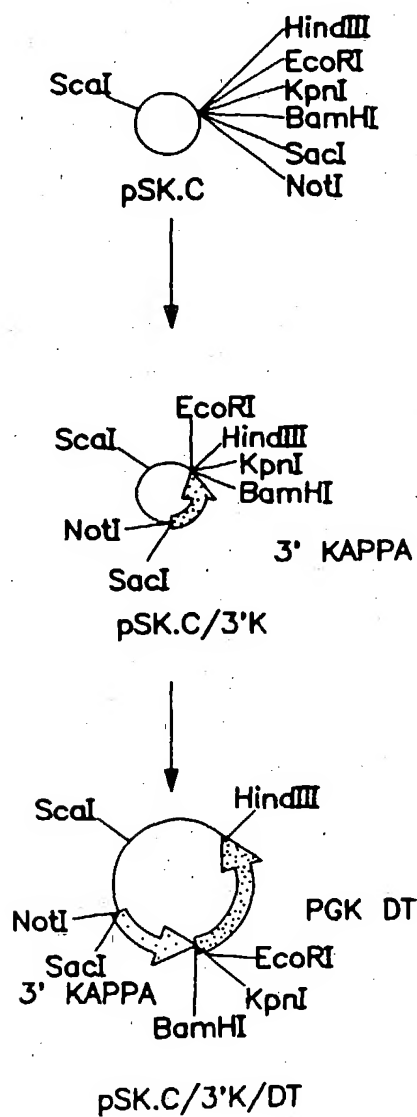 HindIII
EcoRI
KpnI
BamHI
SacI
NotI
ScaI
pSK.C
EcoRI
HindIII
KpnI
BamHI
ScaI
NotI
SacI
3' KAPPA
pSK.C/3'K
ScaI
HindIII
PGK DT
NotI
SacI
3' KAPPA
EcoRI
KpnI
BamHI
pSK.C/3'K/DT